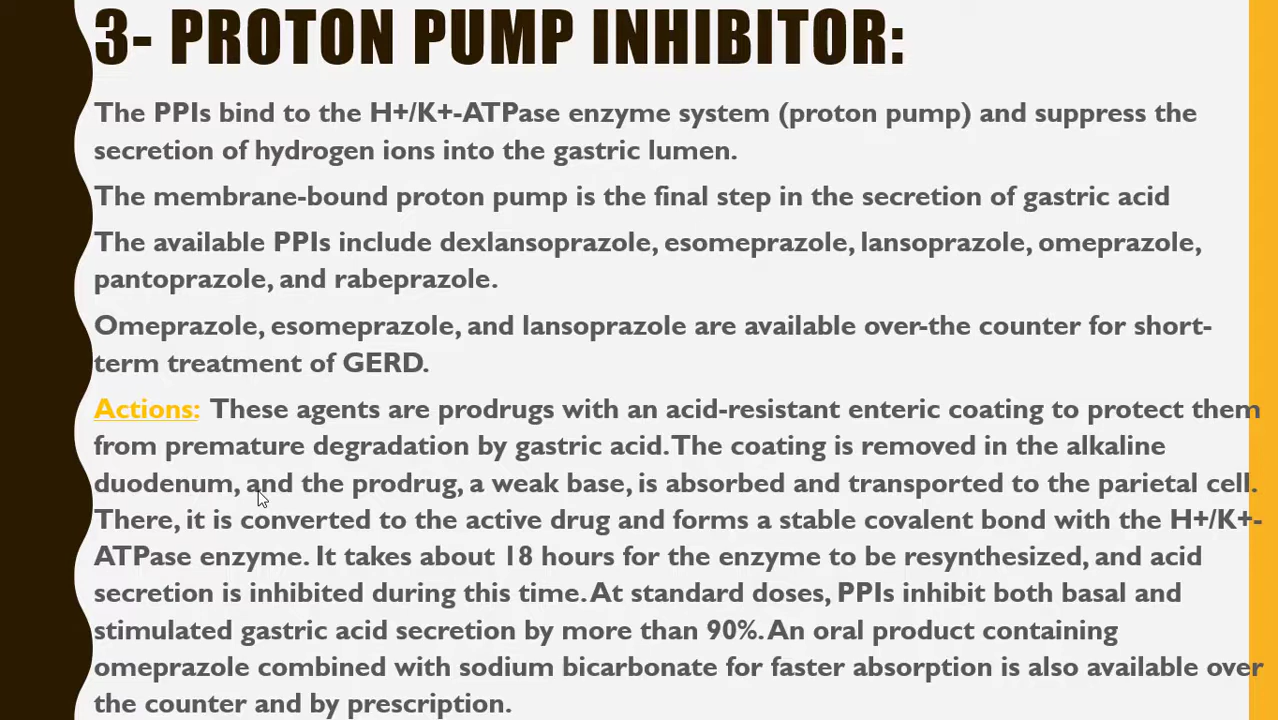 3- PROTON PUMP INHIBITOR:
The PPIs bind to the H+/K+-ATPase enzyme system (proton pump) and suppress the
secretion of hydrogen ions into the gastric lumen.
The membrane-bound proton pump is the final step in the secretion of gastric acid
The available PPIs include dexlansoprazole, esomeprazole, lansoprazole, omeprazole,
pantoprazole, and rabeprazole.
Omeprazole, esomeprazole, and lansoprazole are available over-the counter for short-
term treatment of GERD.
Actions: These agents are prodrugs with an acid-resistant enteric coating to protect them
from premature degradation by gastric acid. The coating is removed in the alkaline
duodenum, and the prodrug, a weak base, is absorbed and transported to the parietal cell.
There, it is converted to the active drug and forms a stable covalent bond with the H+/K+-
ATPase enzyme. It takes about 18 hours for the enzyme to be resynthesized, and acid
secretion is inhibited during this time. At standard doses, PPIs inhibit both basal and
stimulated gastric acid secretion by more than 90%. An oral product containing
omeprazole combined with sodium bicarbonate for faster absorption is also available over
the counter and by prescription.